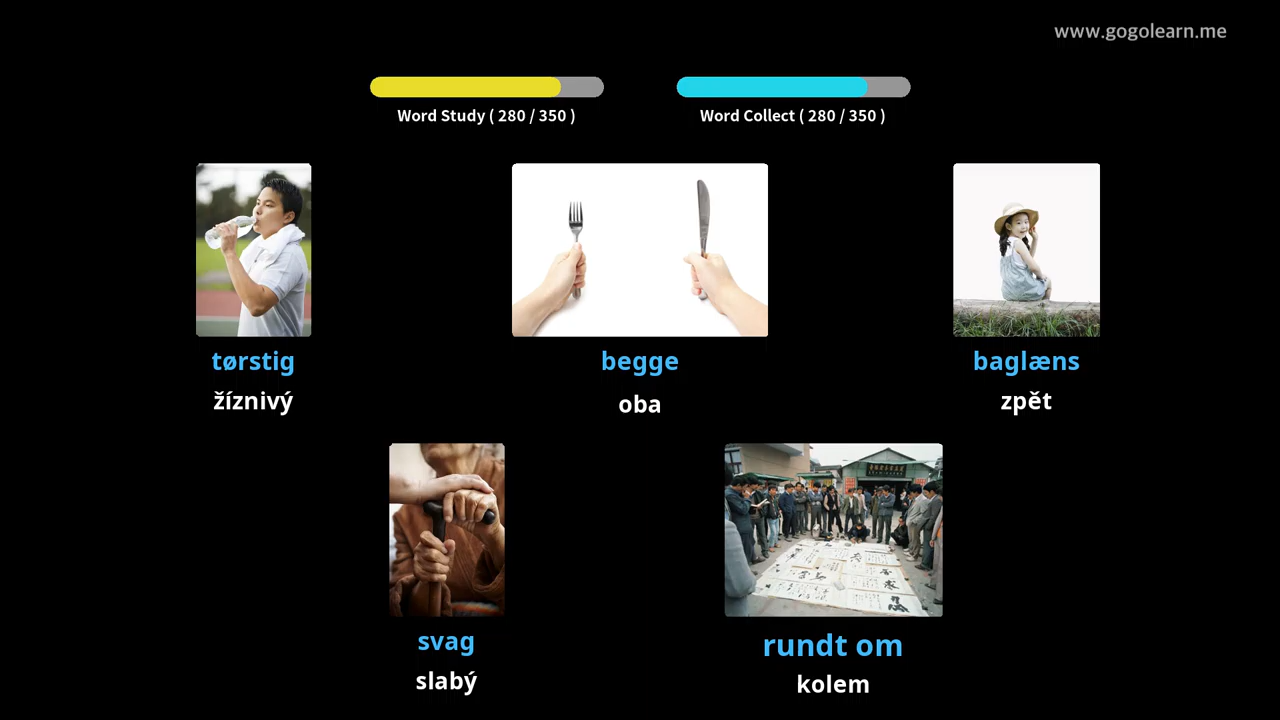 www.gogolearn.me
Word Study ( 280 / 350 )
Word Collect ( 280 / 350 )
tørstig
žíznivý
begge
oba
baglæns
zpět
svag
slabý
rundt om
kolem